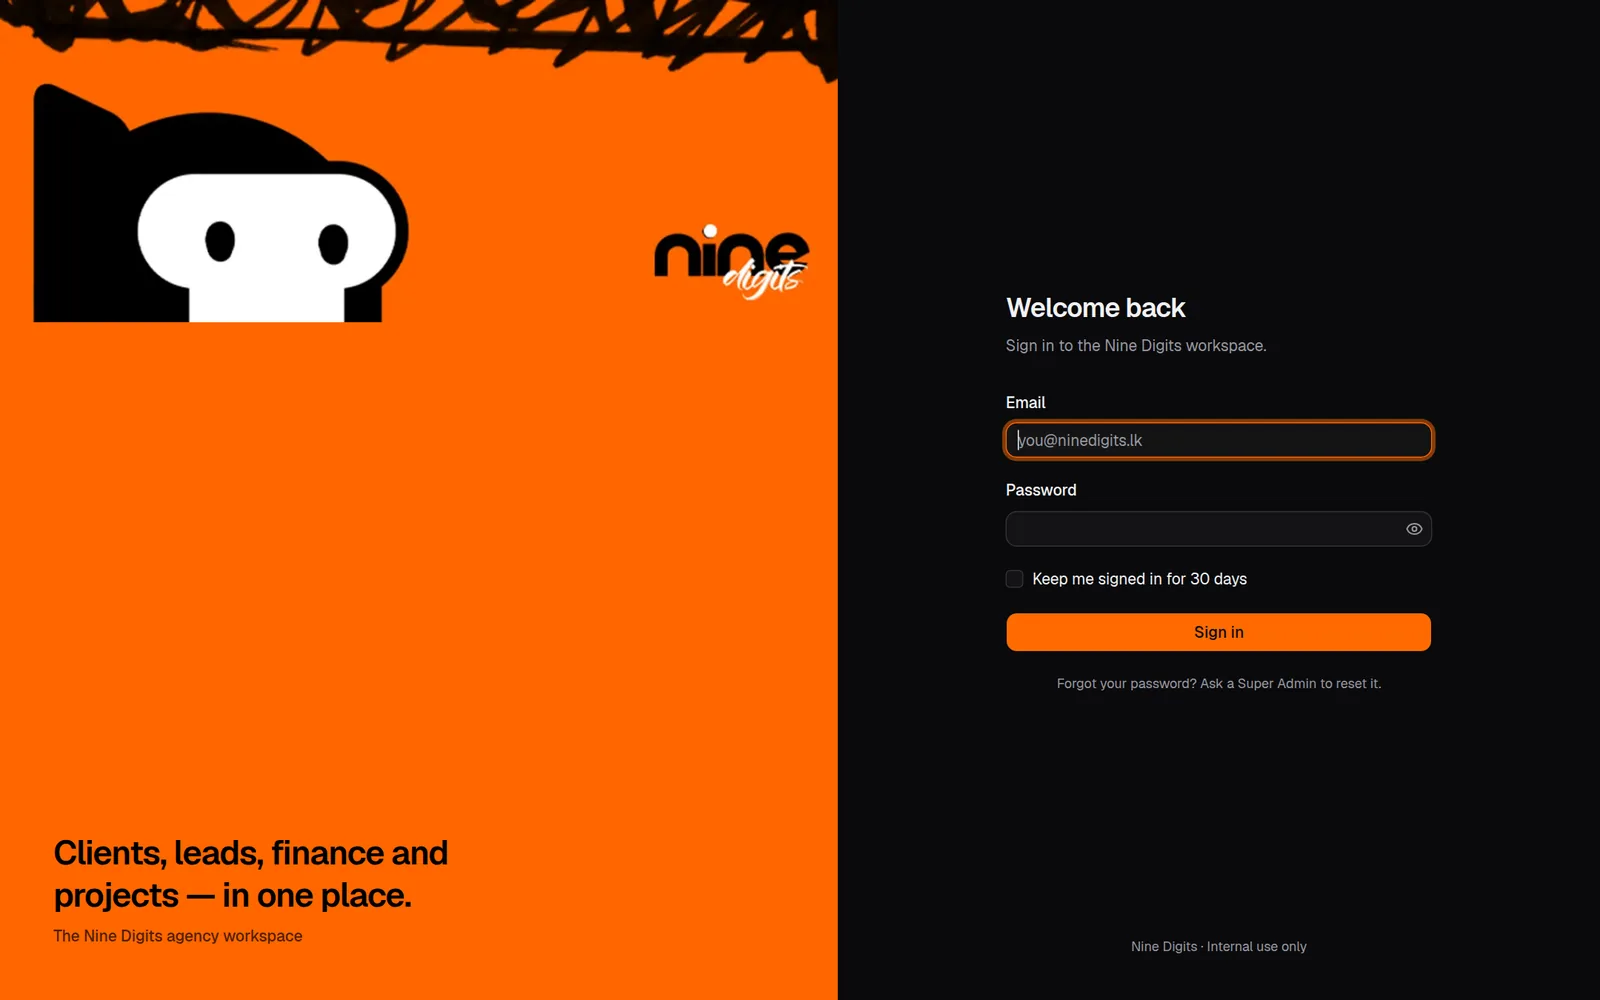 nine
digits
Clients, leads, finance and
projects — in one place.
The Nine Digits agency workspace
Welcome back
Sign in to the Nine Digits workspace.
Email
you@ninedigits.lk
Password
Keep me signed in for 30 days
Sign in
Forgot your password? Ask a Super Admin to reset it.
Nine Digits · Internal use only